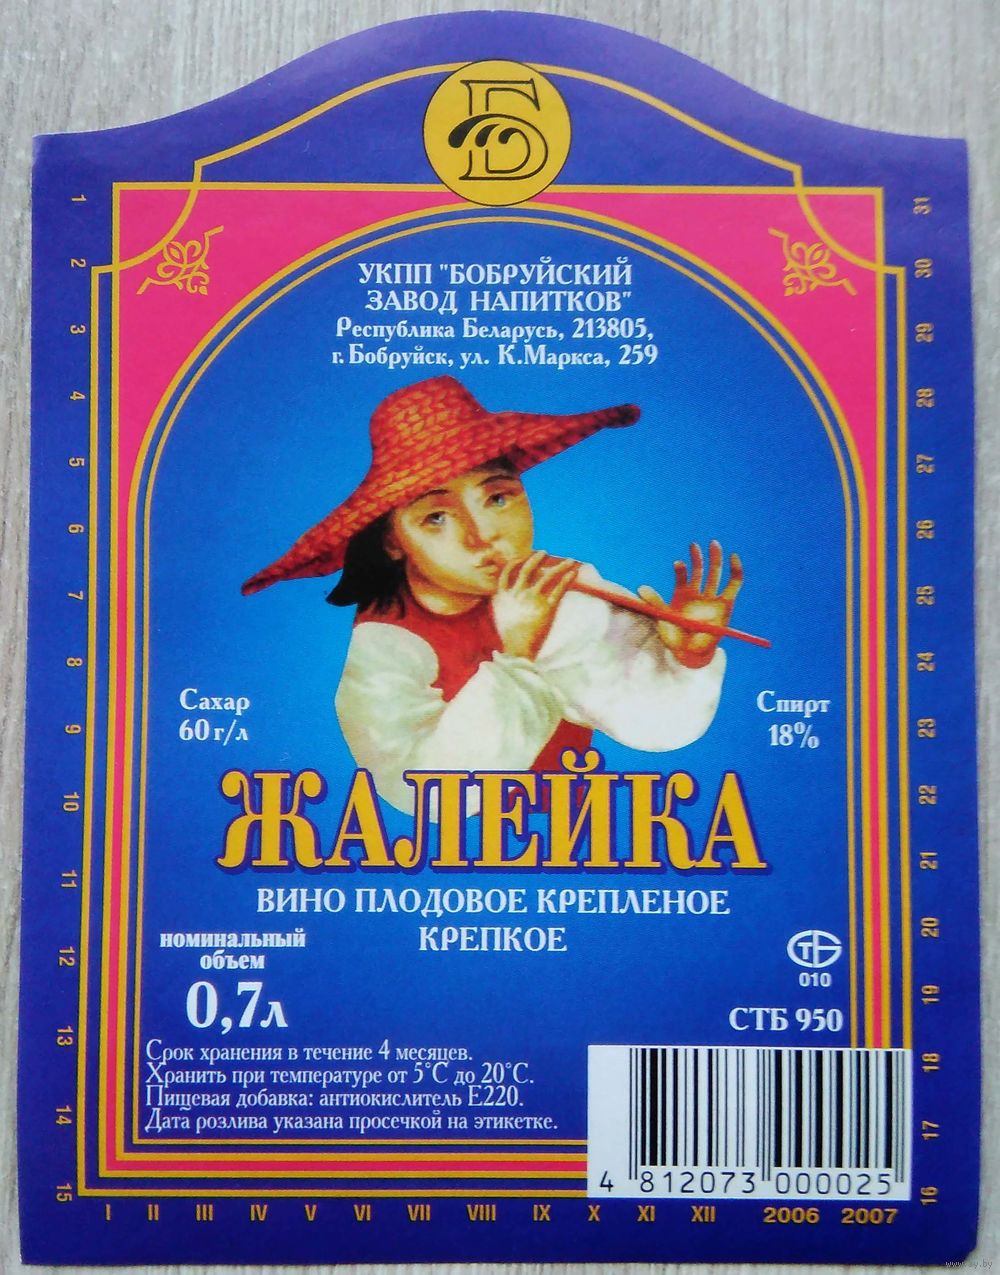 Б
УКПП "БОБРУЙСКИЙ
ЗАВОД НАПИТКОВ"
Республика Беларусь, 213805,
г. Бобруйск, ул. К.Маркса, 259
Сахар
60 г/л
Спирт
18%
ЖАЛЕЙКА
ВИНО ПЛОДОВОЕ КРЕПЛЕНОЕ
КРЕПКОЕ
номинальный
объем
0,7л
СТБ
010
СТБ 950
Срок хранения в течение 4 месяцев.
Хранить при температуре от 5°С до 20°С.
Пищевая добавка: антиокислитель Е220.
Дата розлива указана просечкой на этикетке.
4 812073 000025
1
2
3
4
5
6
7
8
9
10
11
12
13
14
15
I II III IV V VI VII VIII IX X XI XII 2006 2007
16
17
18
19
20
21
22
23
24
25
26
27
28
29
30
31
www.ay.by